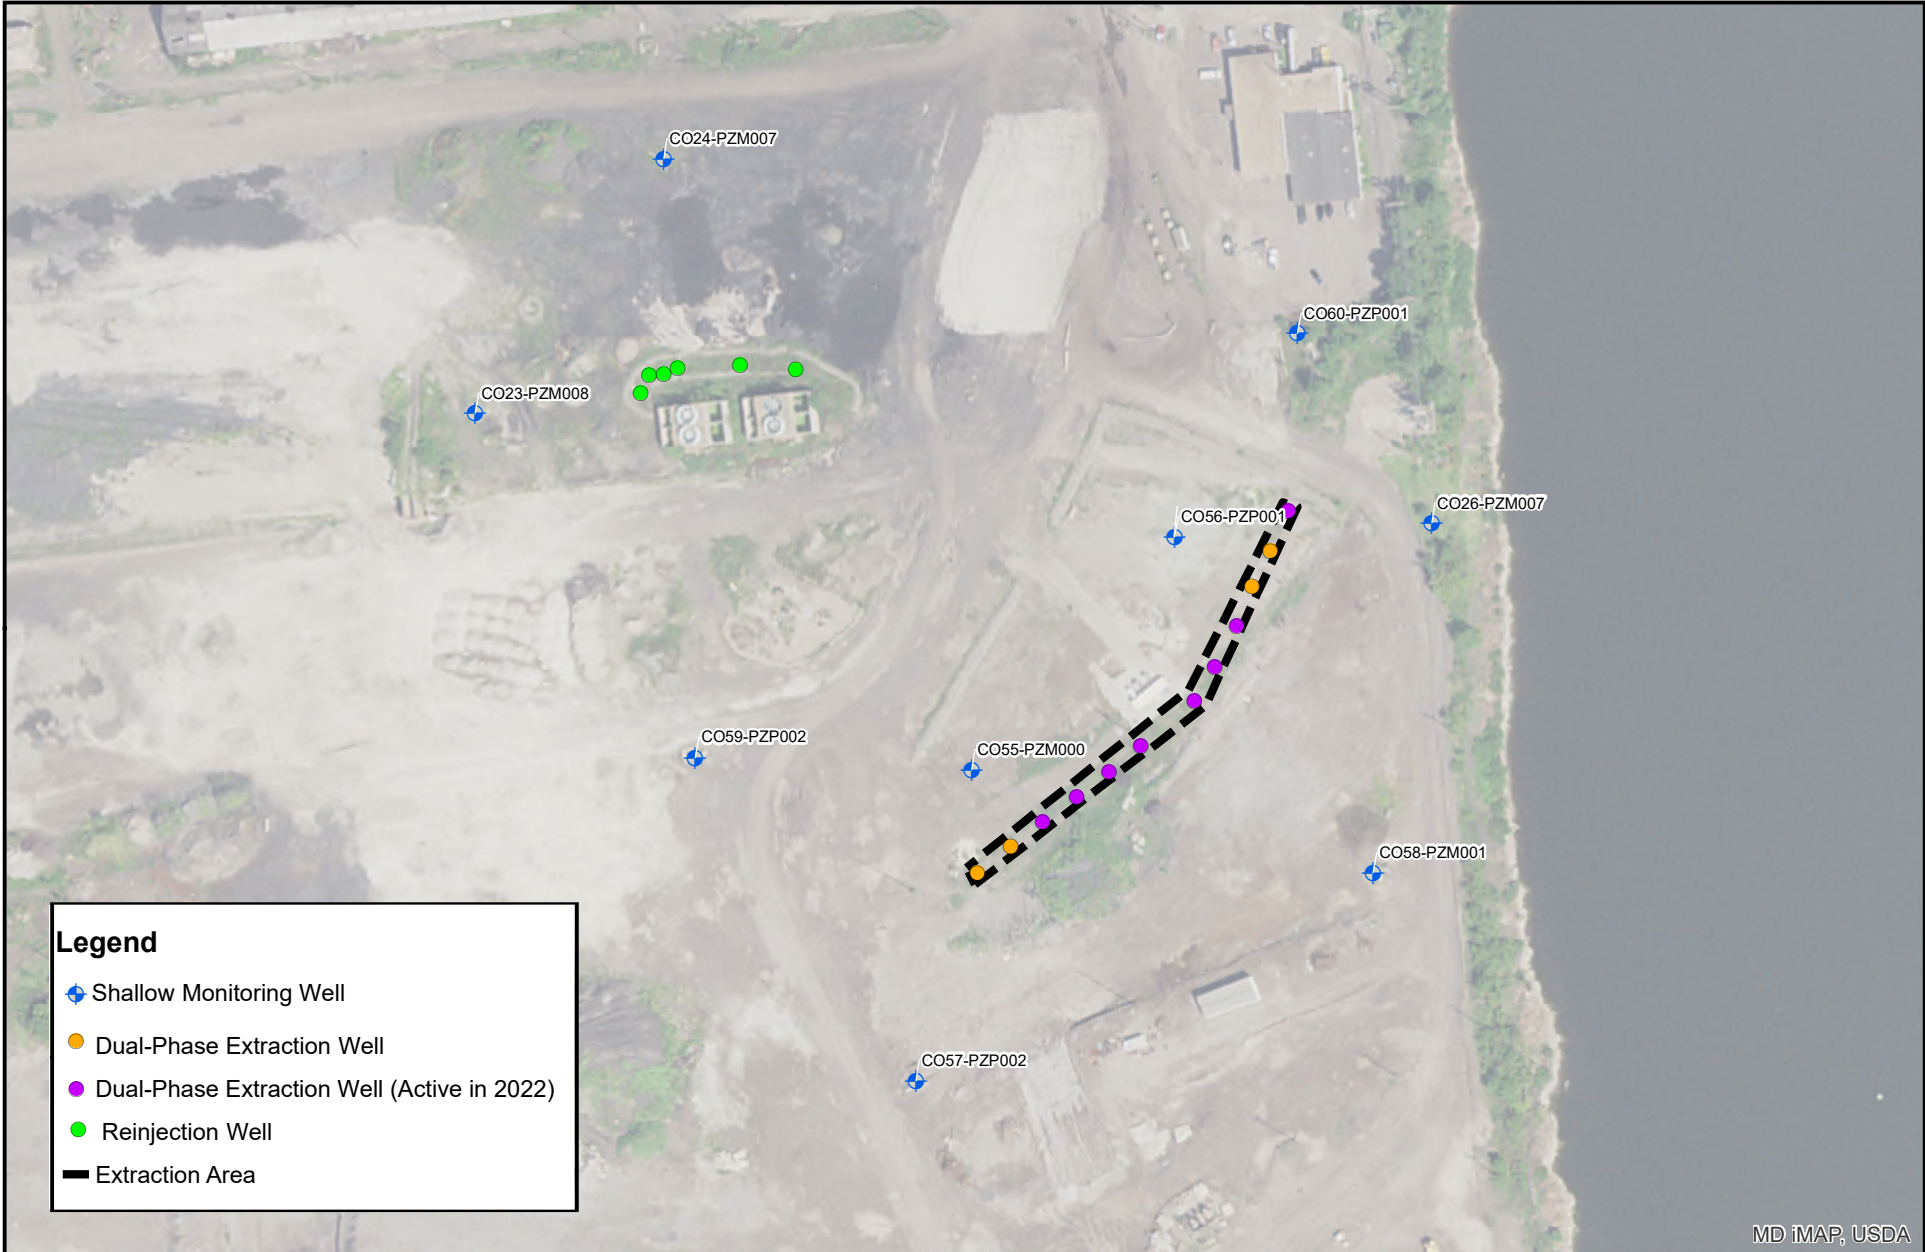 CO24-PZM007
CO60-PZP001
CO23-PZM008
CO26-PZM007
CO56-PZP001
CO59-PZP002
CO55-PZM000
CO58-PZM001
CO57-PZP002
Legend
Shallow Monitoring Well
Dual-Phase Extraction Well
Dual-Phase Extraction Well (Active in 2022)
Reinjection Well
Extraction Area
MD iMAP, USDA